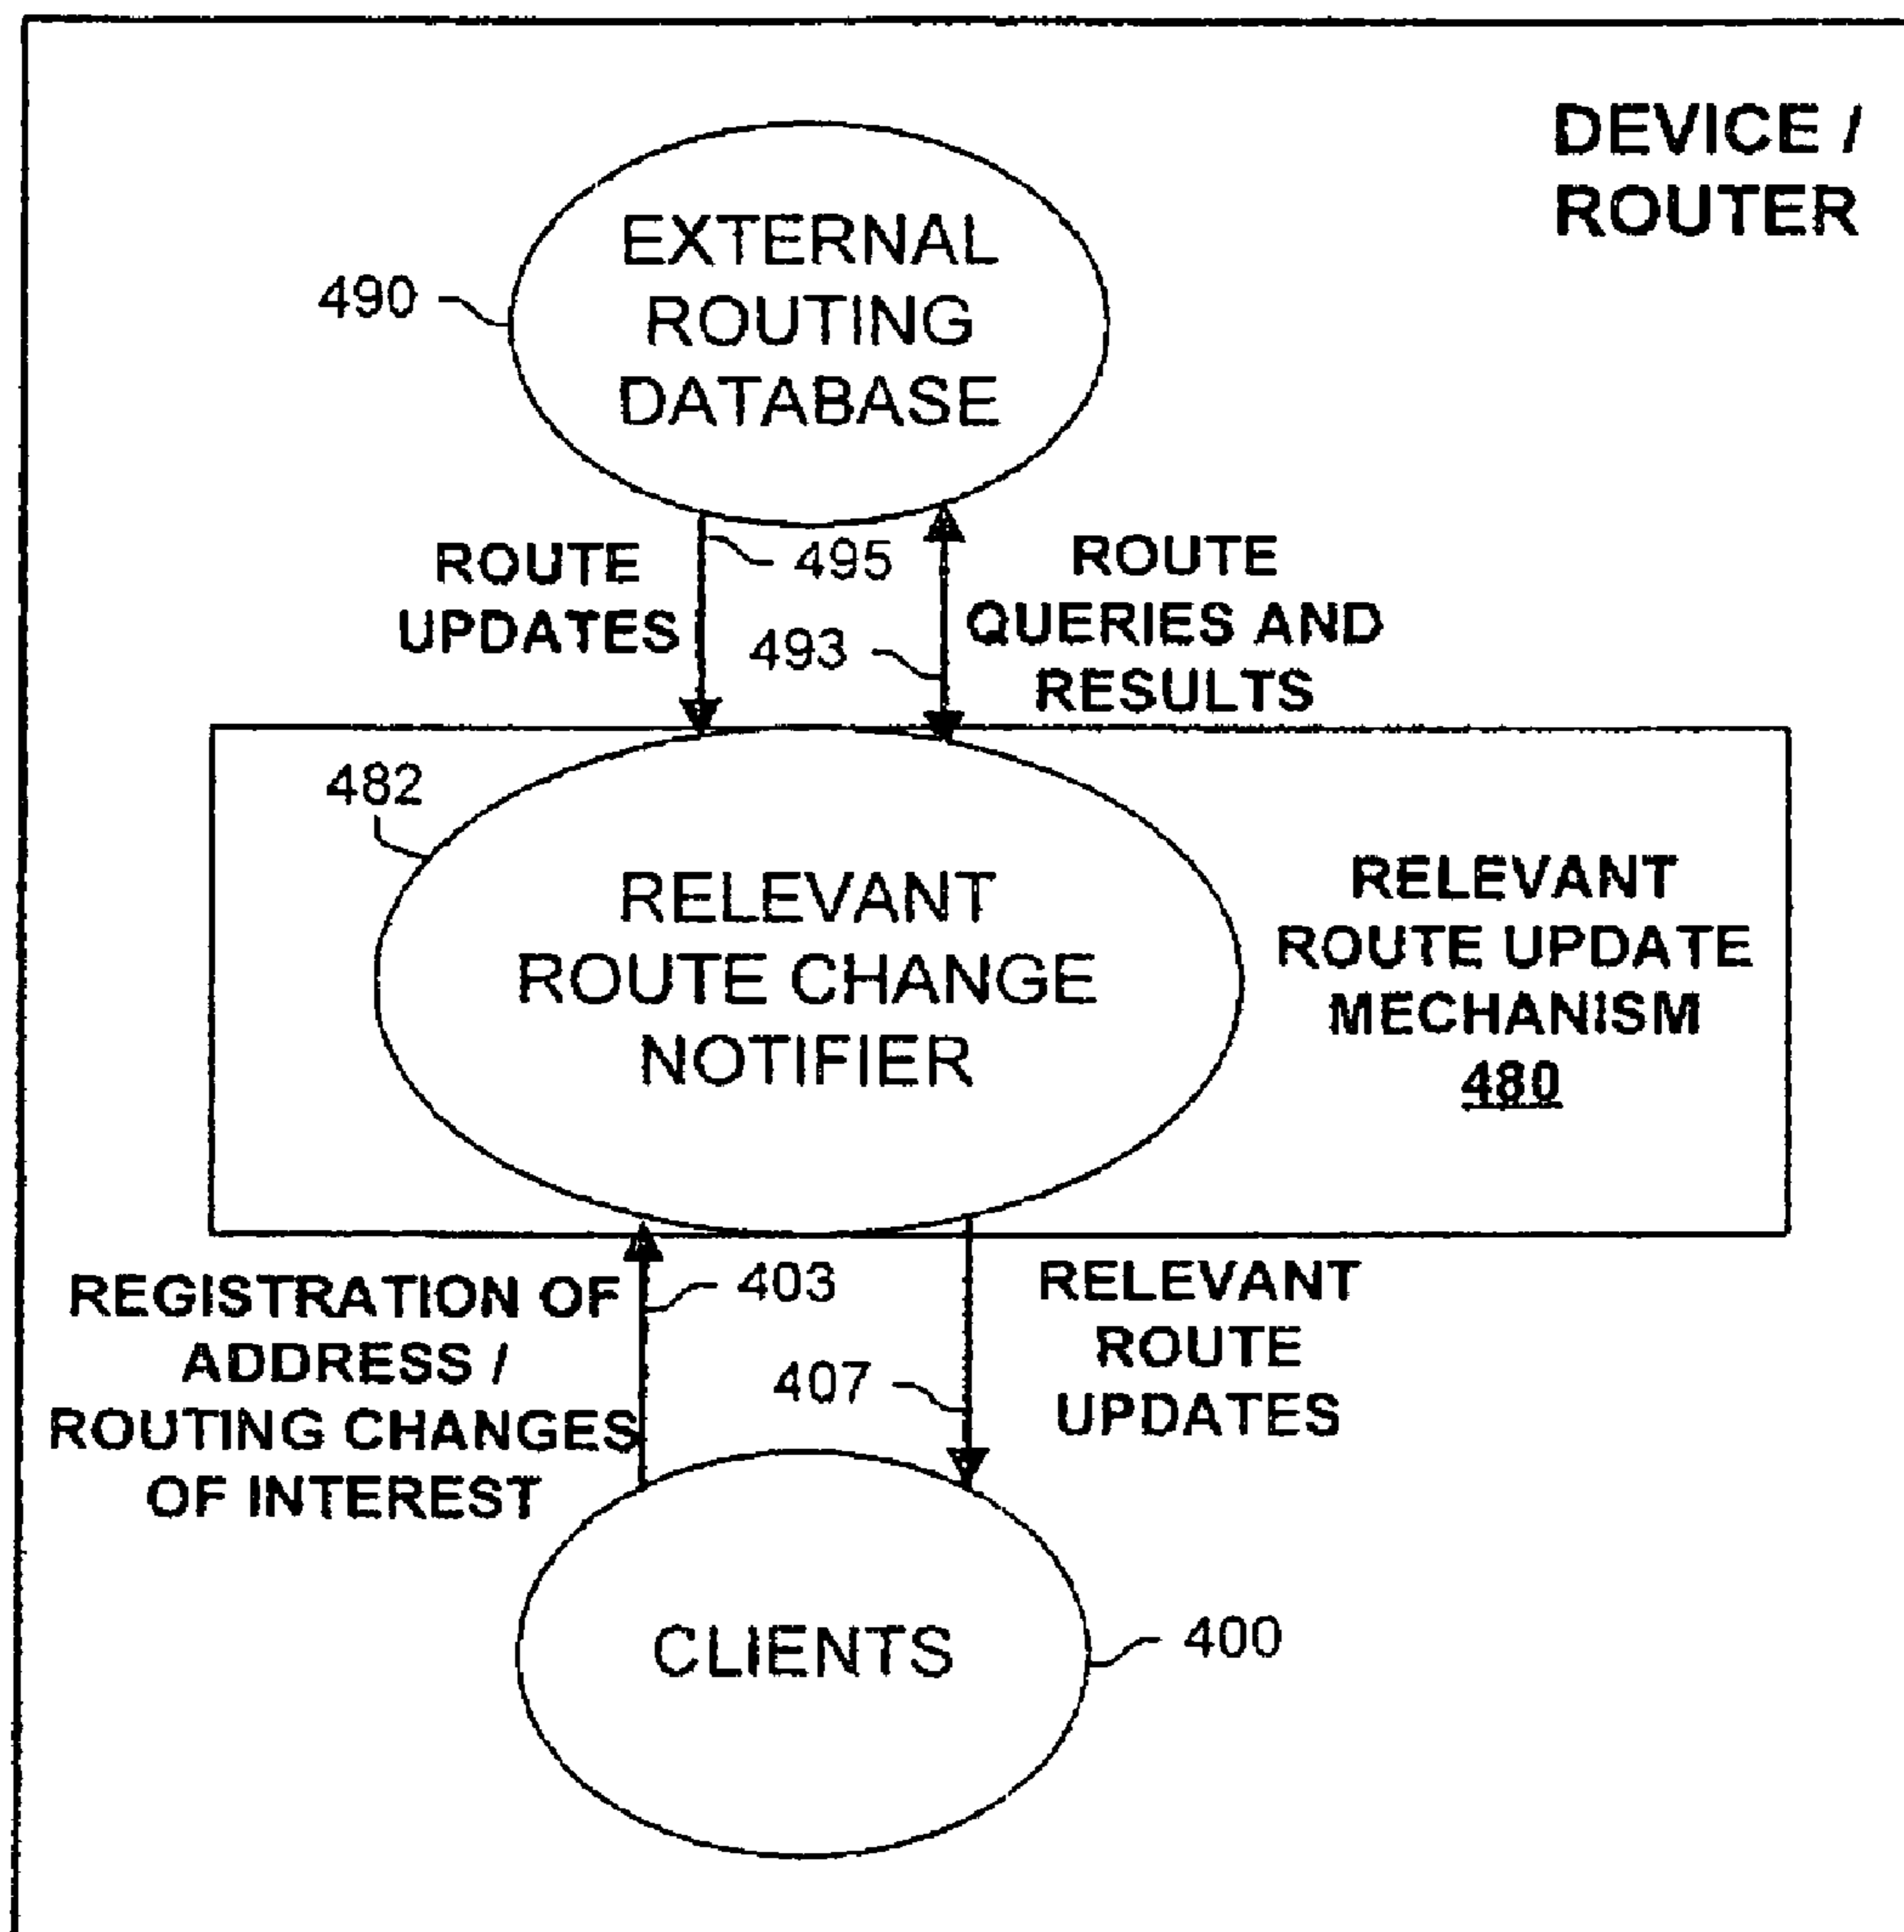 DEVICE /
ROUTER
EXTERNAL
ROUTING
DATABASE
490
ROUTE
UPDATES
495
493
ROUTE
QUERIES AND
RESULTS
482
RELEVANT
ROUTE CHANGE
NOTIFIER
RELEVANT
ROUTE UPDATE
MECHANISM
480
REGISTRATION OF
ADDRESS /
ROUTING CHANGES
OF INTEREST
403
407
RELEVANT
ROUTE
UPDATES
CLIENTS
400